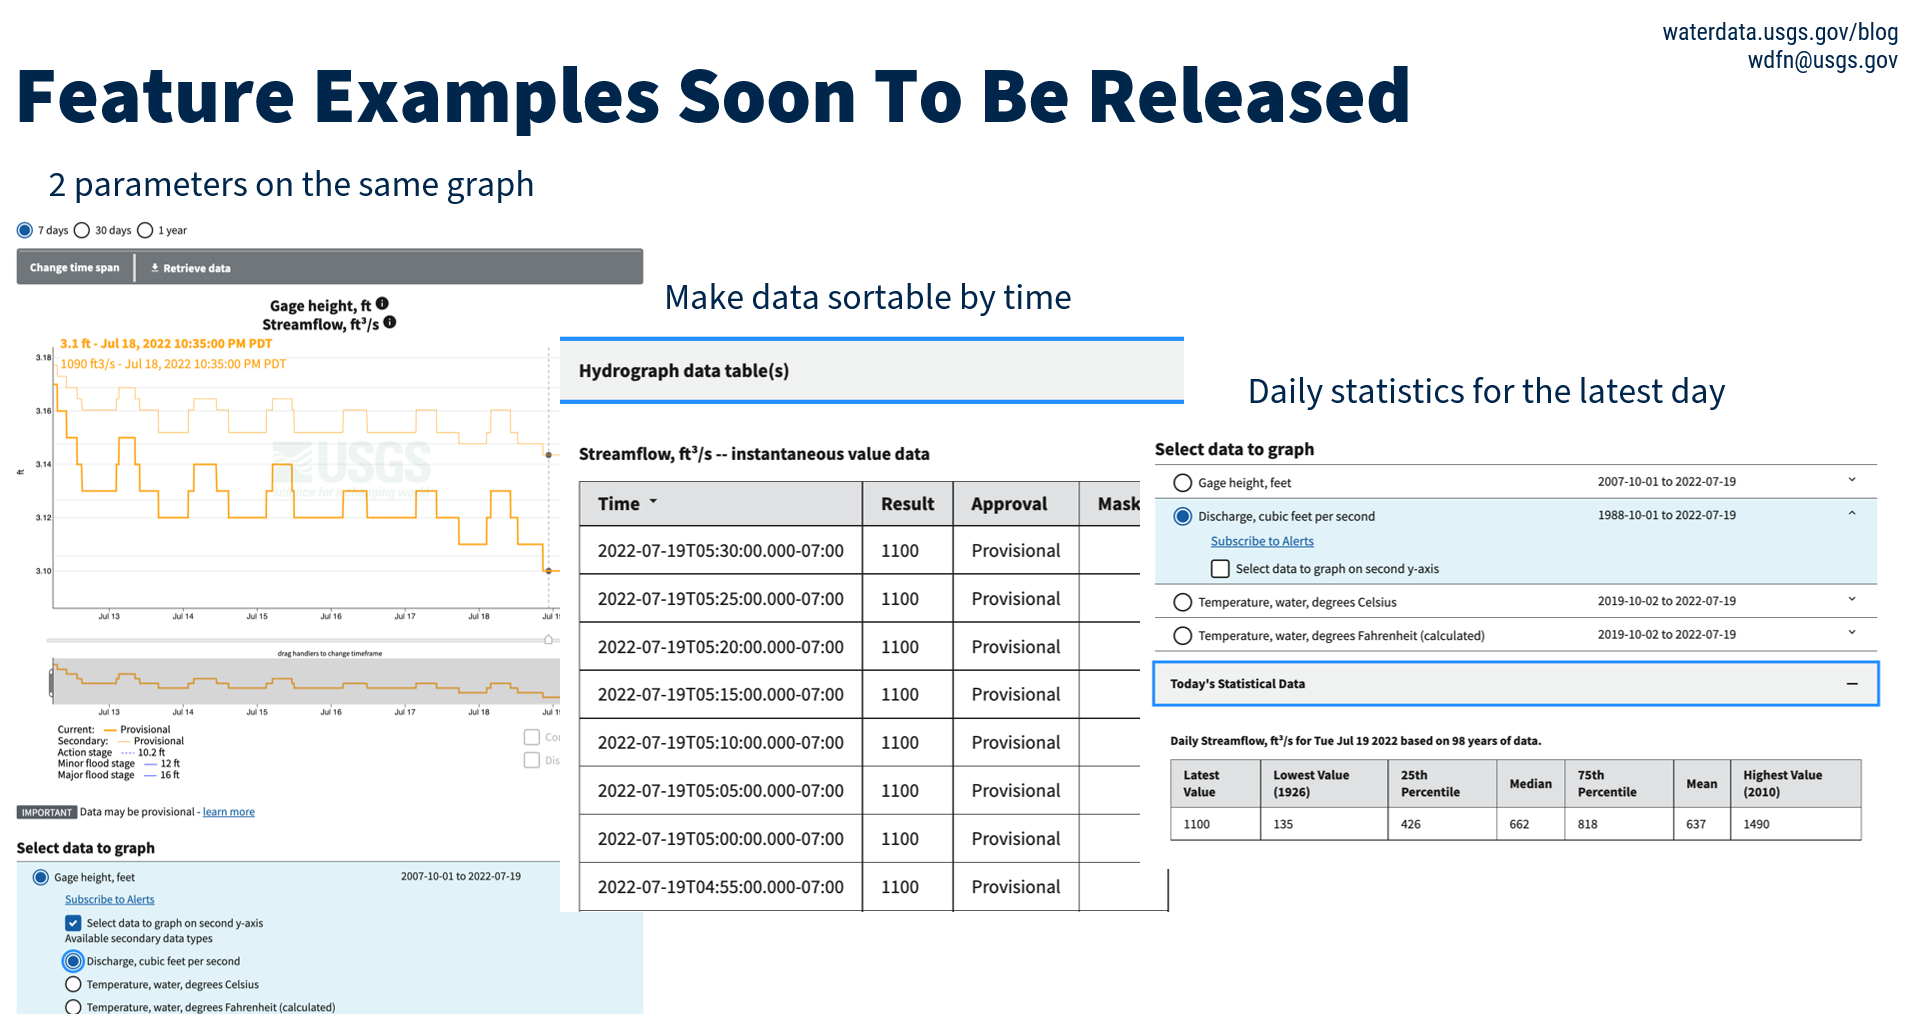 waterdata.usgs.gov/blog
wdfn@usgs.gov
Feature Examples Soon To Be Released
2 parameters on the same graph
7 days 30 days 1 year
Change time span Retrieve data
Gage height, ft
Streamflow, ft³/s
3.1 ft - Jul 18, 2022 10:35:00 PM PDT
1090 ft3/s - Jul 18, 2022 10:35:00 PM PDT
3.18
3.16
3.14
3.12
3.10
ft
USGS
science for a changing world
Jul 13 Jul 14 Jul 15 Jul 16 Jul 17 Jul 18
drag handlers to change timeframe
Jul 13 Jul 14 Jul 15 Jul 16 Jul 17 Jul 18
Current: Provisional
Secondary: Provisional
Action stage 10.2 ft
Minor flood stage 12 ft
Major flood stage 16 ft
IMPORTANT Data may be provisional - learn more
Select data to graph
Gage height, feet 2007-10-01 to 2022-07-19
Subscribe to Alerts
Select data to graph on second y-axis
Available secondary data types
Discharge, cubic feet per second
Temperature, water, degrees Celsius
Temperature, water, degrees Fahrenheit (calculated)
Make data sortable by time
Hydrograph data table(s)
Streamflow, ft³/s -- instantaneous value data
Time Result Approval Mask
2022-07-19T05:30:00.000-07:00 1100 Provisional
2022-07-19T05:25:00.000-07:00 1100 Provisional
2022-07-19T05:20:00.000-07:00 1100 Provisional
2022-07-19T05:15:00.000-07:00 1100 Provisional
2022-07-19T05:10:00.000-07:00 1100 Provisional
2022-07-19T05:05:00.000-07:00 1100 Provisional
2022-07-19T05:00:00.000-07:00 1100 Provisional
2022-07-19T04:55:00.000-07:00 1100 Provisional
Daily statistics for the latest day
Select data to graph
Gage height, feet 2007-10-01 to 2022-07-19
Discharge, cubic feet per second 1988-10-01 to 2022-07-19
Subscribe to Alerts
Select data to graph on second y-axis
Temperature, water, degrees Celsius 2019-10-02 to 2022-07-19
Temperature, water, degrees Fahrenheit (calculated) 2019-10-02 to 2022-07-19
Today's Statistical Data
Daily Streamflow, ft³/s for Tue Jul 19 2022 based on 98 years of data.
Latest Value Lowest Value (1926) 25th Percentile Median 75th Percentile Mean Highest Value (2010)
1100 135 426 662 818 637 1490